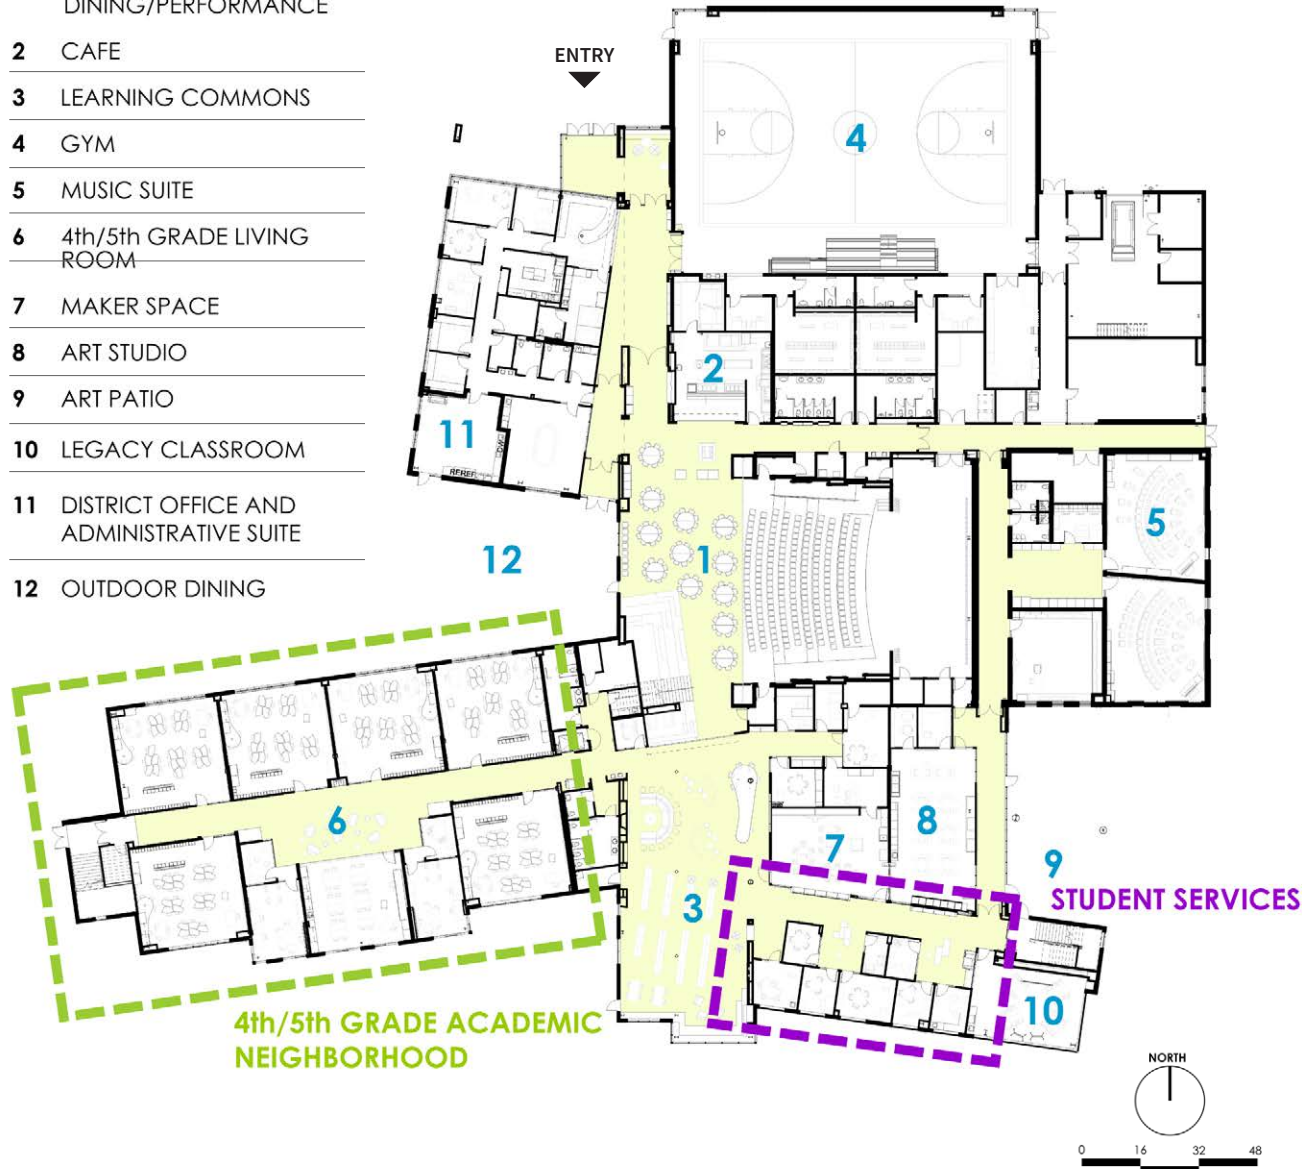 DINING/PERFORMANCE
2 CAFE
3 LEARNING COMMONS
4 GYM
5 MUSIC SUITE
6 4th/5th GRADE LIVING
ROOM
7 MAKER SPACE
8 ART STUDIO
9 ART PATIO
10 LEGACY CLASSROOM
11 DISTRICT OFFICE AND
ADMINISTRATIVE SUITE
12 OUTDOOR DINING
ENTRY
4
2
11
REF REF
12
1
5
6
7
8
9
STUDENT SERVICES
3
10
4th/5th GRADE ACADEMIC
NEIGHBORHOOD
NORTH
0 16 32 48